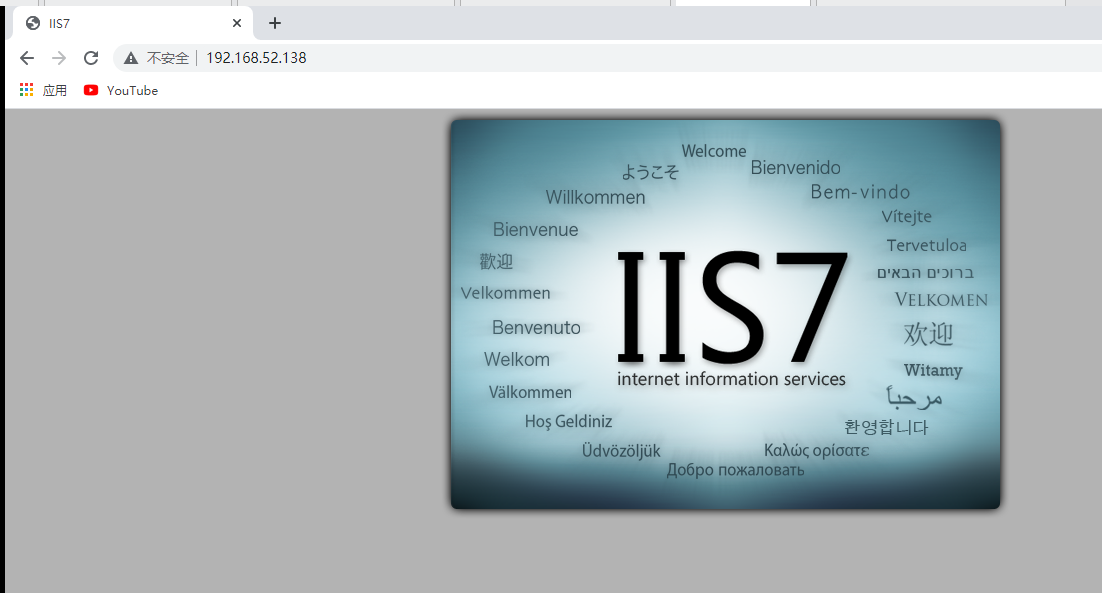 IIS7
不安全 192.168.52.138
应用 YouTube
Welcome
ようこそ
Bienvenido
Willkommen
Bem-vindo
Bienvenue
Vítejte
歡迎
Tervetuloa
ברוכים הבאים
Velkommen
VELKOMEN
Benvenuto
欢迎
Welkom
Witamy
Välkommen
مرحباً
Hoş Geldiniz
환영합니다
Üdvözöljük
Καλώς ορίσατε
Добро пожаловать
IIS7
internet information services